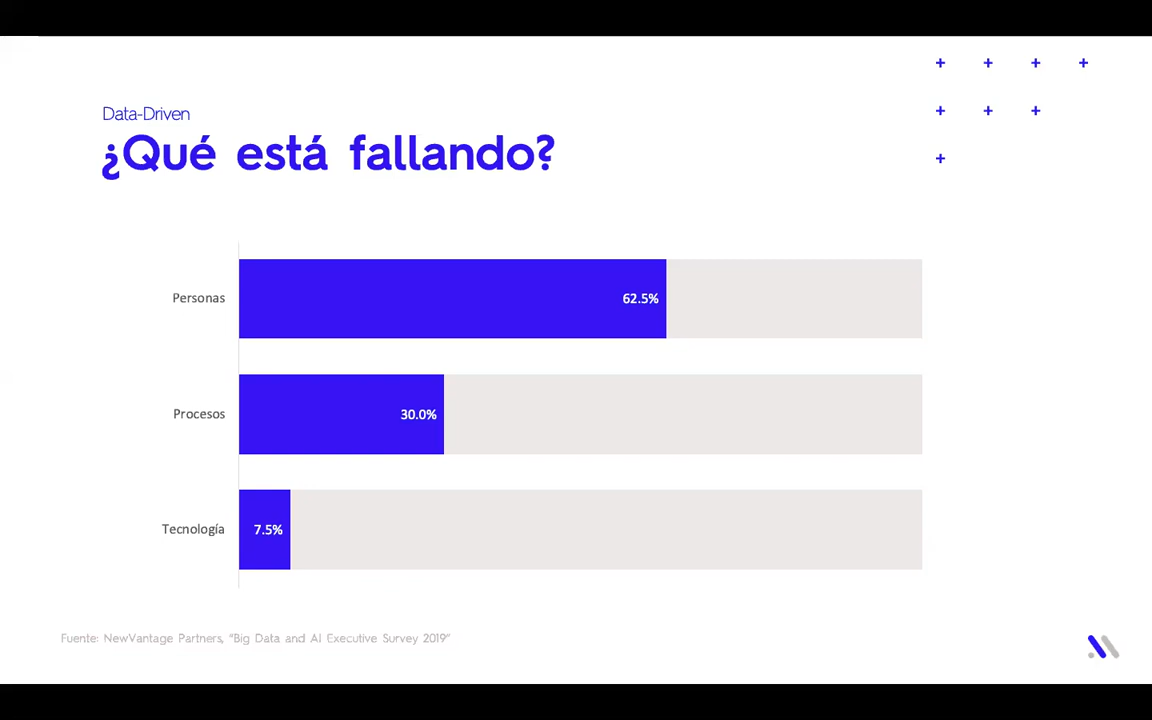 Data-Driven
¿Qué está fallando?
Personas
62.5%
Procesos
30.0%
Tecnología
7.5%
Fuente: NewVantage Partners, "Big Data and AI Executive Survey 2019"